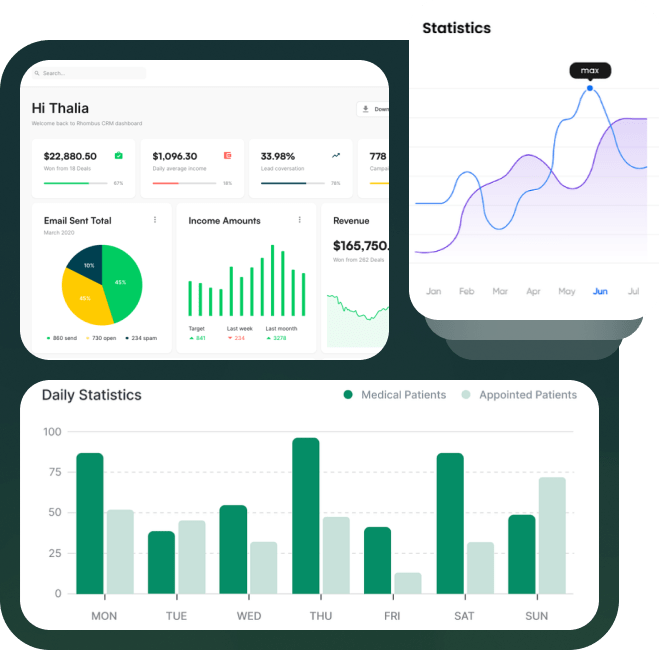 Statistics
max
Jan Feb Mar Apr May Jun Jul
Search...
Hi Thalia
Welcome back to Rhombus CRM dashboard
Down
$22,880.50
Won from 18 Deals
87%
$1,096.30
Daily average income
18%
33.98%
Lead coversation
78%
778
Campai
Email Sent Total
March 2020
10%
45%
45%
860 send 730 open 234 spam
Income Amounts
Target Last week Last moonth
841 234 3278
Revenue
$165,750.
Won from 262 Deals
Daily Statistics
Medical Patients Appointed Patients
100
75
50
25
0
MON TUE WED THU FRI SAT SUN